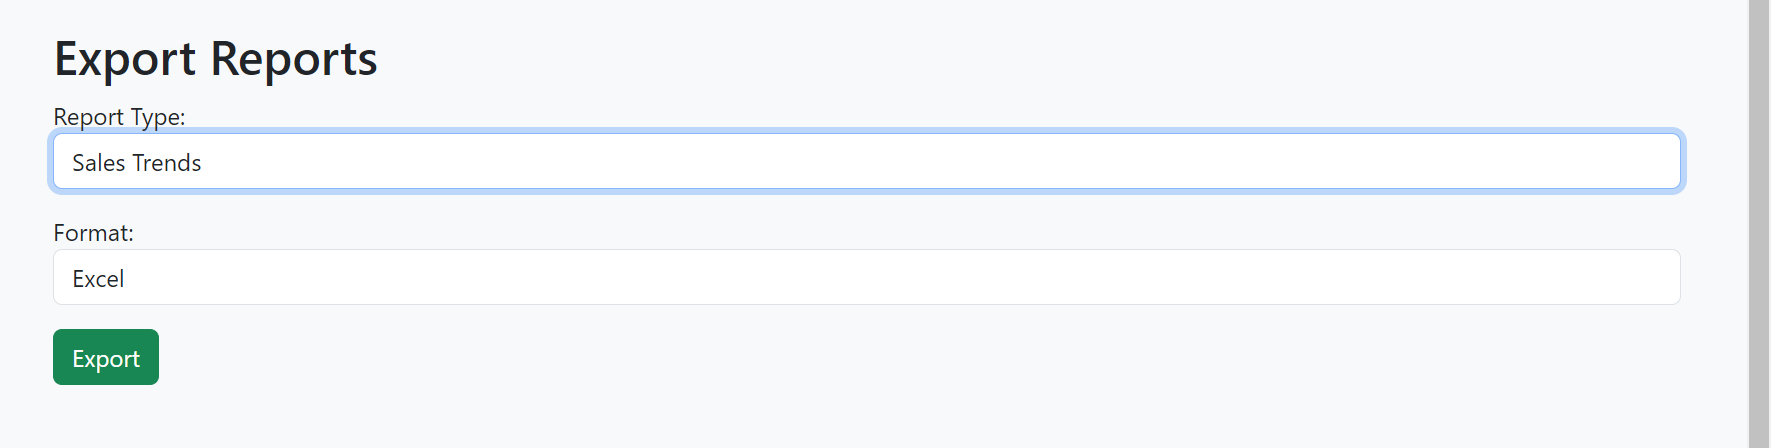 Export Reports
Report Type:
Sales Trends
Format:
Excel
Export